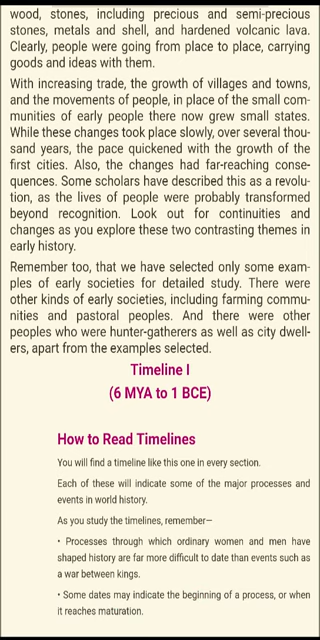 wood, stones, including precious and semi-precious
stones, metals and shell, and hardened volcanic lava.
Clearly, people were going from place to place, carrying
goods and ideas with them.
With increasing trade, the growth of villages and towns,
and the movements of people, in place of the small com-
munities of early people there now grew small states.
While these changes took place slowly, over several thou-
sand years, the pace quickened with the growth of the
first cities. Also, the changes had far-reaching conse-
quences. Some scholars have described this as a revolu-
tion, as the lives of people were probably transformed
beyond recognition. Look out for continuities and
changes as you explore these two contrasting themes in
early history.
Remember too, that we have selected only some exam-
ples of early societies for detailed study. There were
other kinds of early societies, including farming commu-
nities and pastoral peoples. And there were other
peoples who were hunter-gatherers as well as city dwell-
ers, apart from the examples selected.
Timeline I
(6 MYA to 1 BCE)
How to Read Timelines
You will find a timeline like this one in every section.
Each of these will indicate some of the major processes and
events in world history.
As you study the timelines, remember—
• Processes through which ordinary women and men have
shaped history are far more difficult to date than events such as
a war between kings.
• Some dates may indicate the beginning of a process, or when
it reaches maturation.